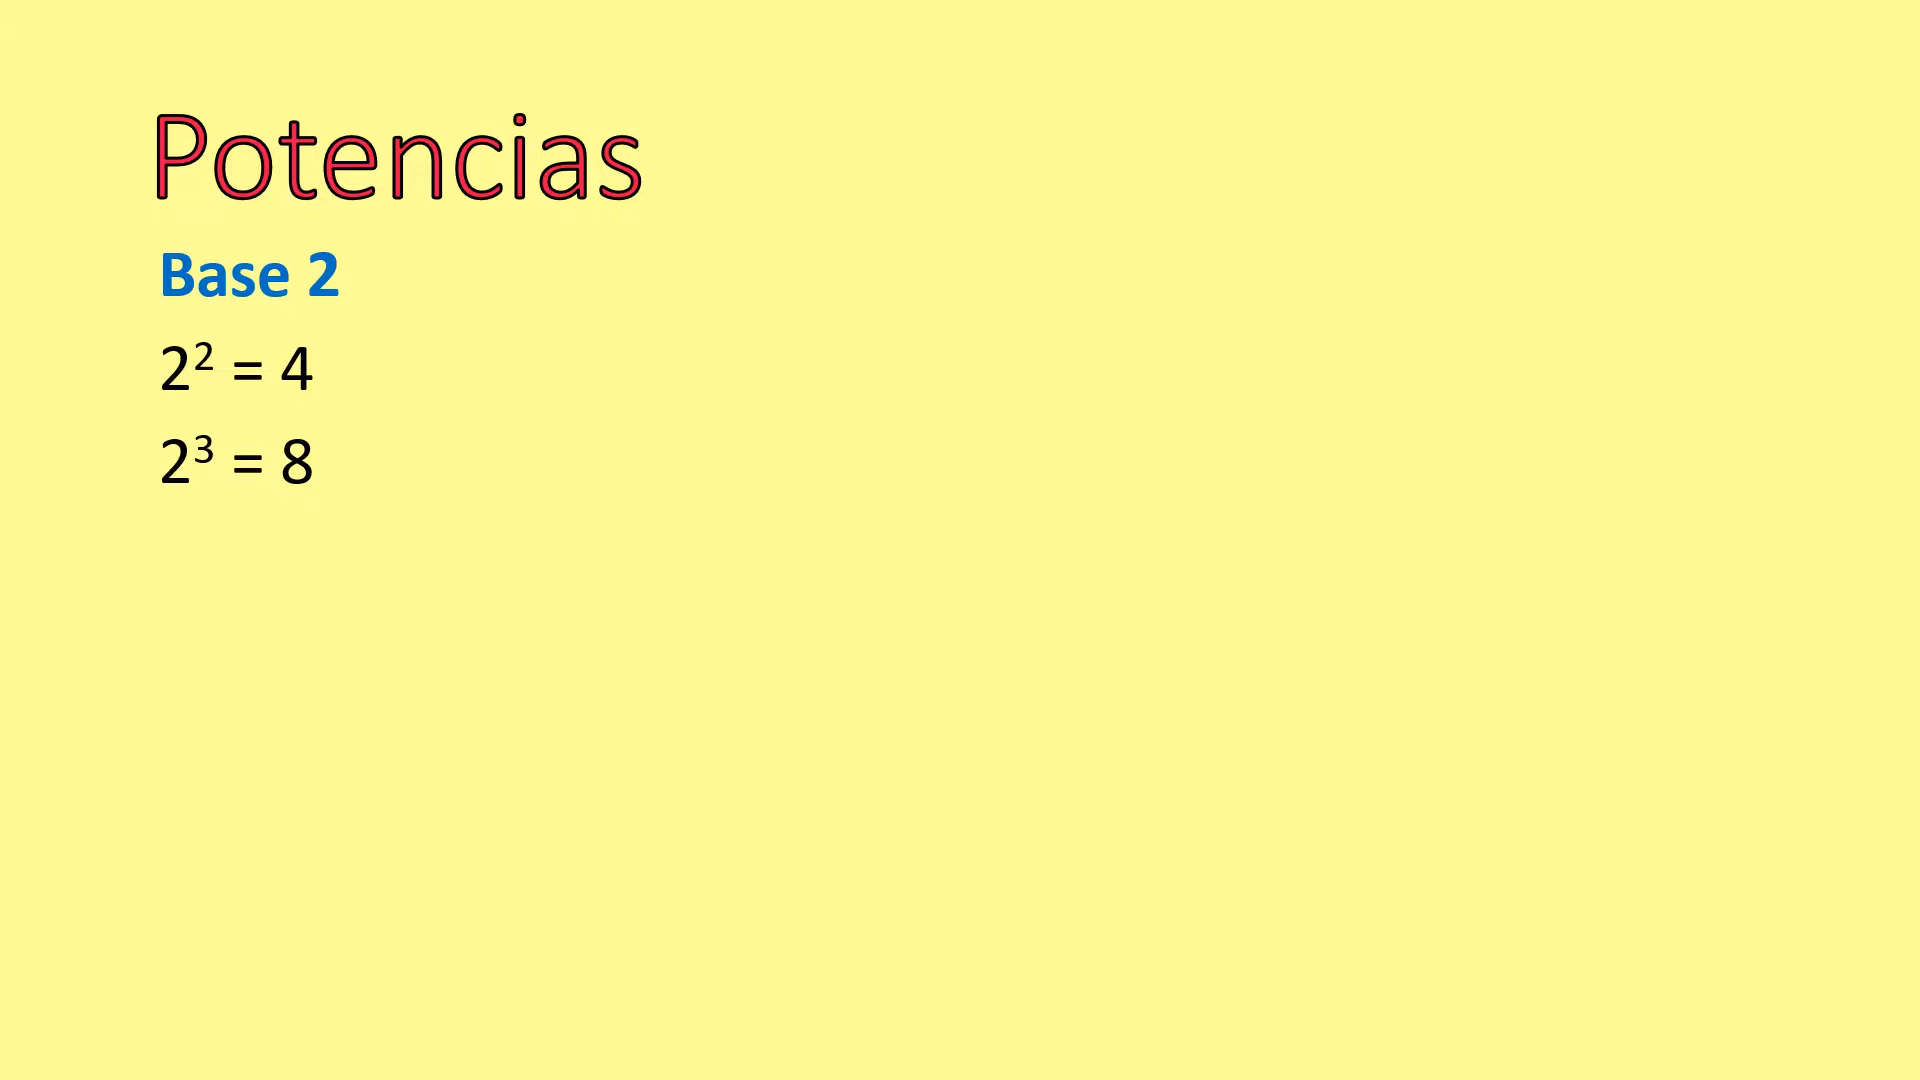 Potencias
Base 2
2² = 4
2³ = 8